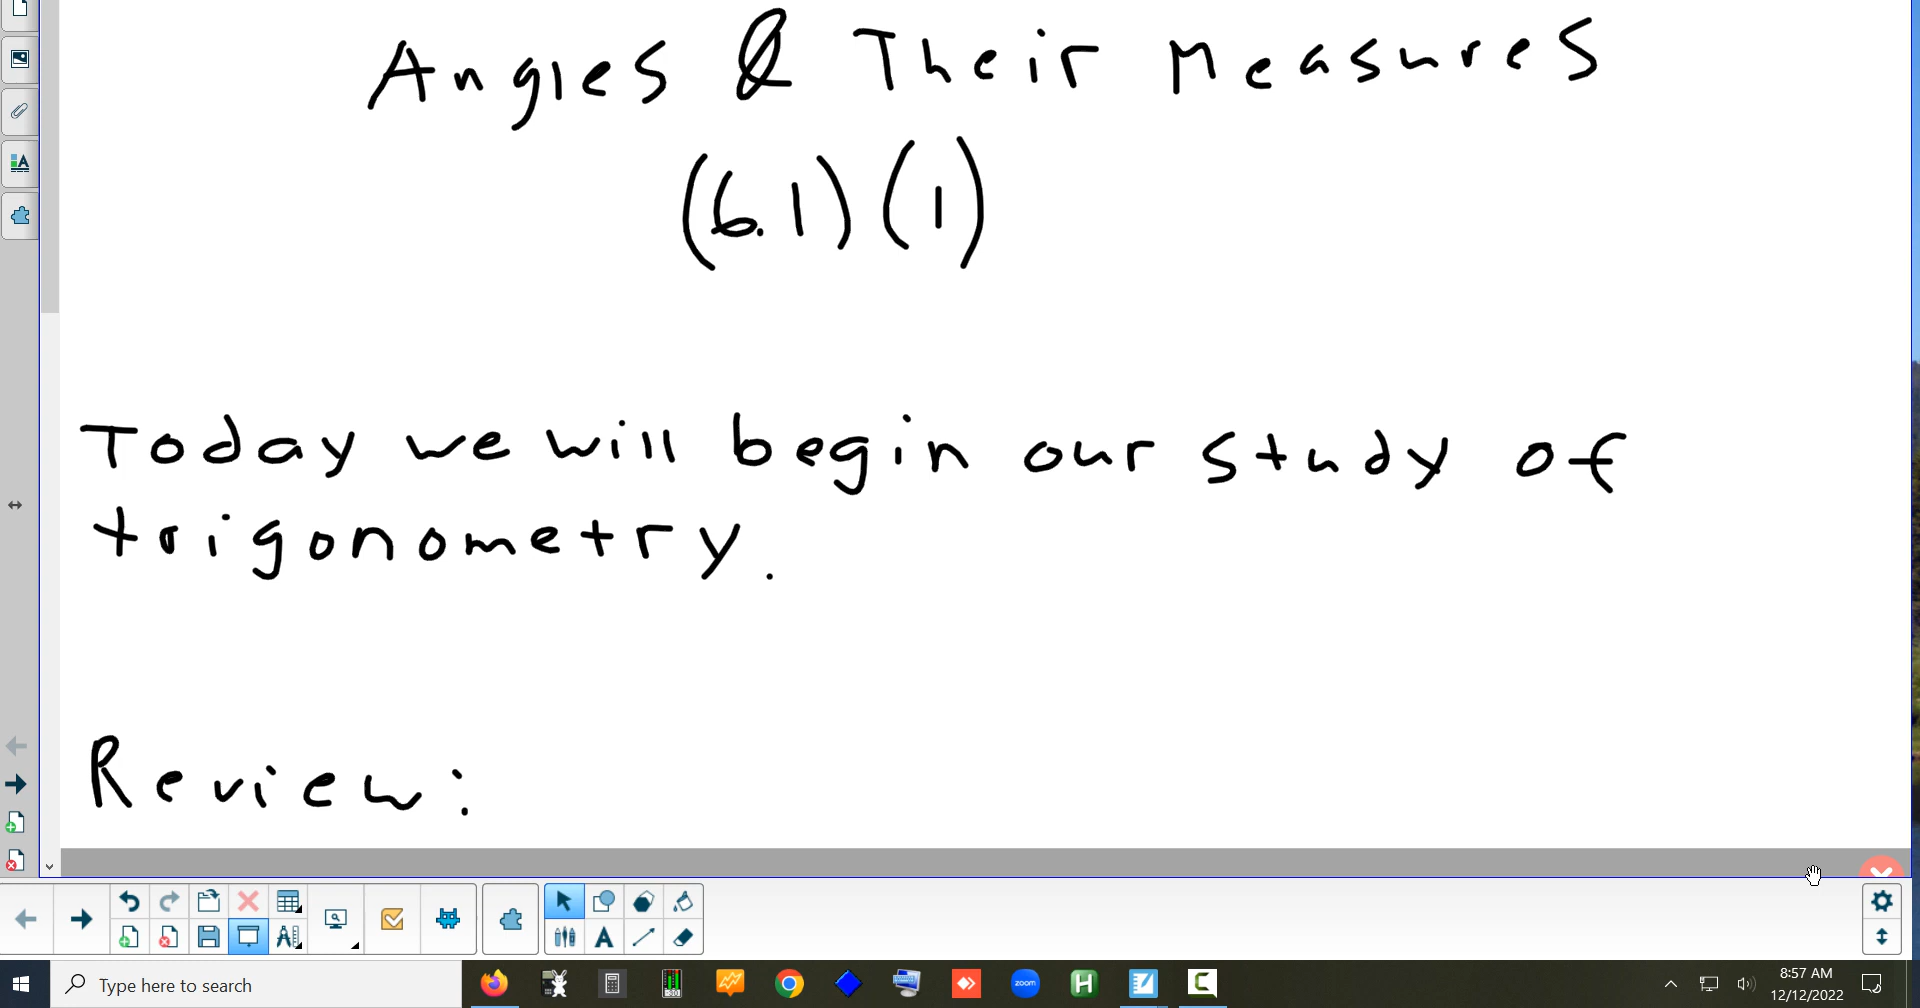 Angles & Their Measures
(6.1)(1)
Today we will begin our study of
trigonometry.
Review:
Type here to search
zoom
8:57 AM
12/12/2022